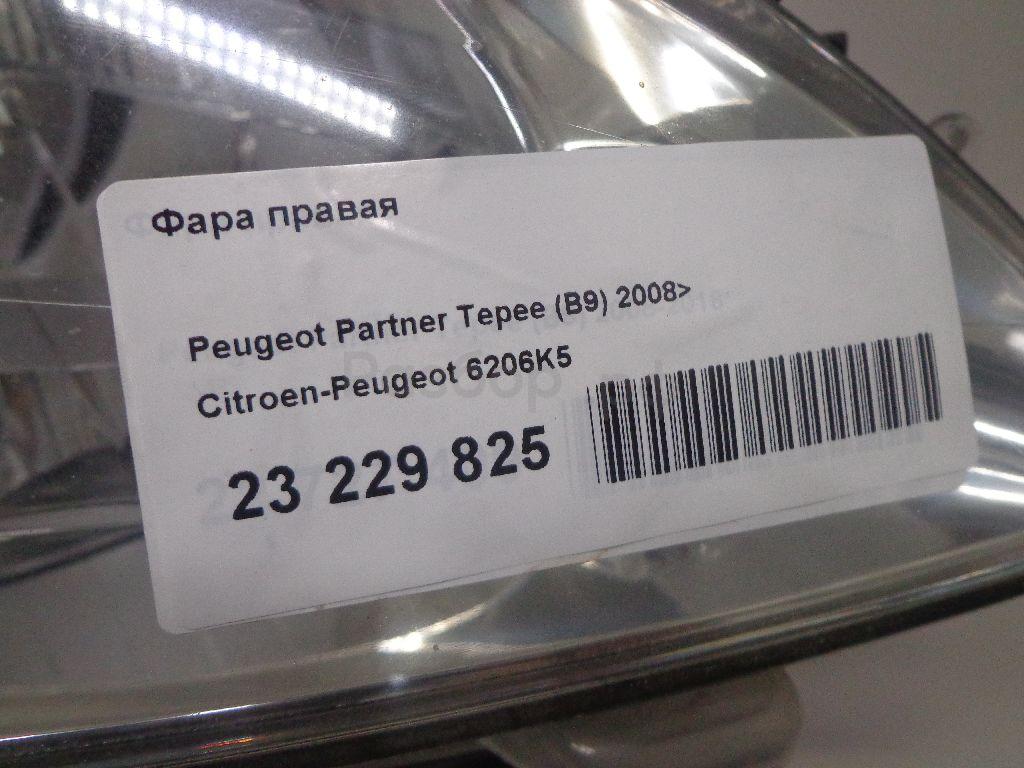 Фара правая
Peugeot Partner Tepee (B9) 2008>
Citroen-Peugeot 6206K5
23 229 825